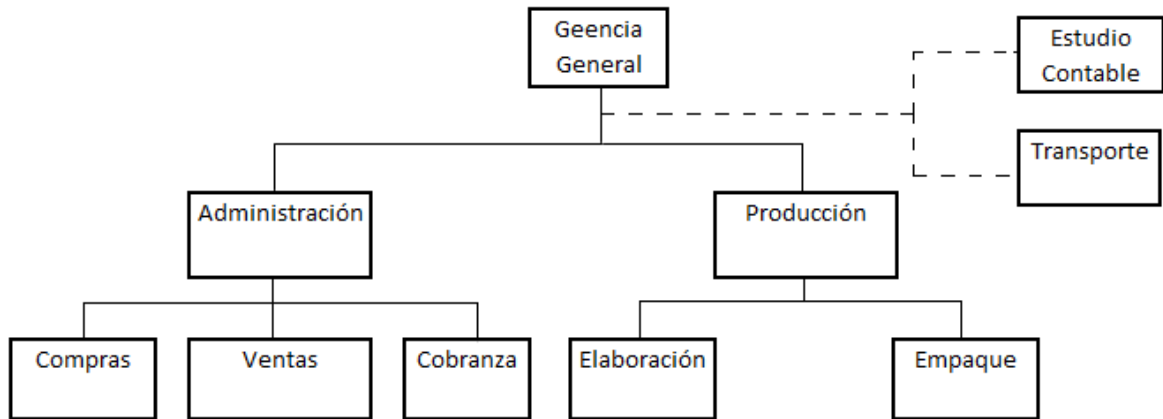 Geencia
General
Estudio
Contable
Transporte
Administración
Producción
Compras
Ventas
Cobranza
Elaboración
Empaque